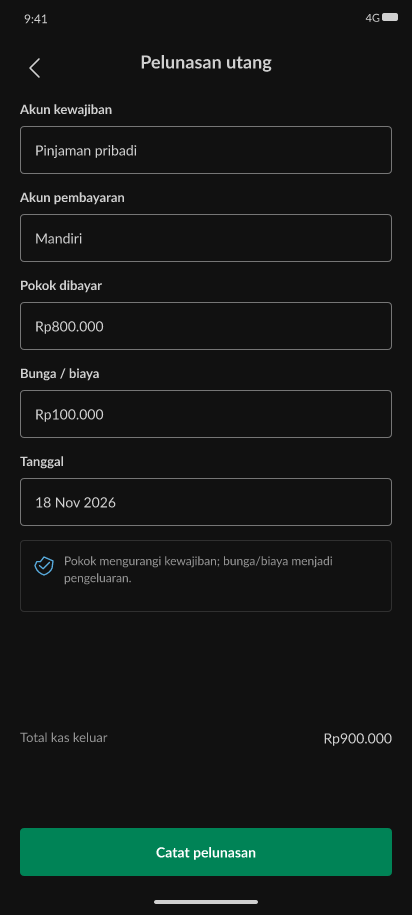 9:41
4G
Pelunasan utang
Akun kewajiban
Pinjaman pribadi
Akun pembayaran
Mandiri
Pokok dibayar
Rp800.000
Bunga / biaya
Rp100.000
Tanggal
18 Nov 2026
Pokok mengurangi kewajiban; bunga/biaya menjadi
pengeluaran.
Total kas keluar
Rp900.000
Catat pelunasan